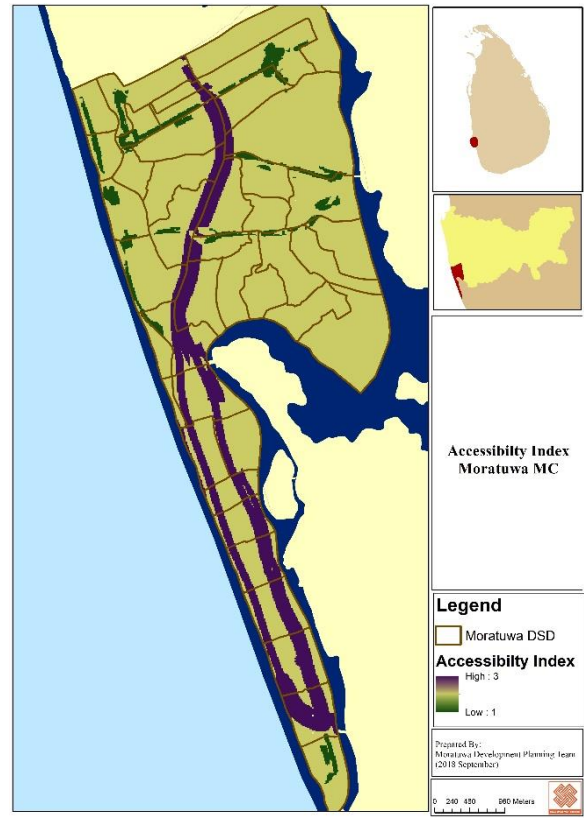 Accessibilty Index
Moratuwa MC
Legend
Moratuwa DSD
Accessibilty Index
High : 3
Low : 1
Prepared By:
Moratuwa Development Planning Team
(2018 September)
0 240 480 960 Meters